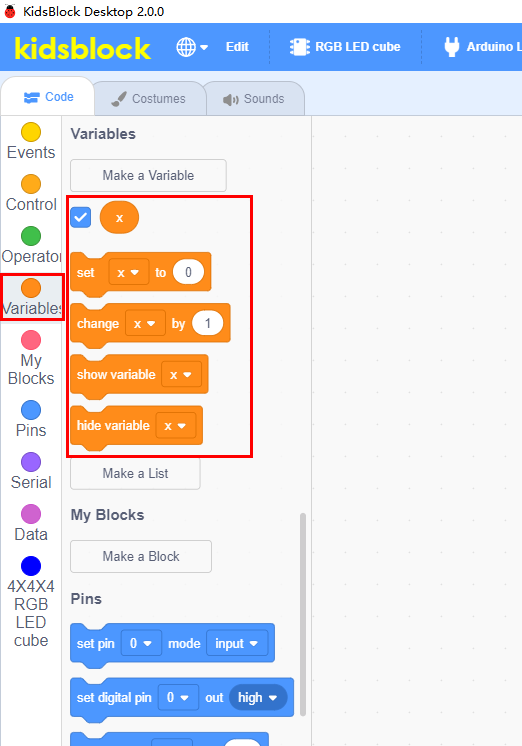 KidsBlock Desktop 2.0.0
kidsblock Edit RGB LED cube Arduino L
Code Costumes Sounds
Events
Control
Operator
Variables
My
Blocks
Pins
Serial
Data
4X4X4
RGB
LED
cube
Variables
Make a Variable
x
set x to 0
change x by 1
show variable x
hide variable x
Make a List
My Blocks
Make a Block
Pins
set pin 0 mode input
set digital pin 0 out high